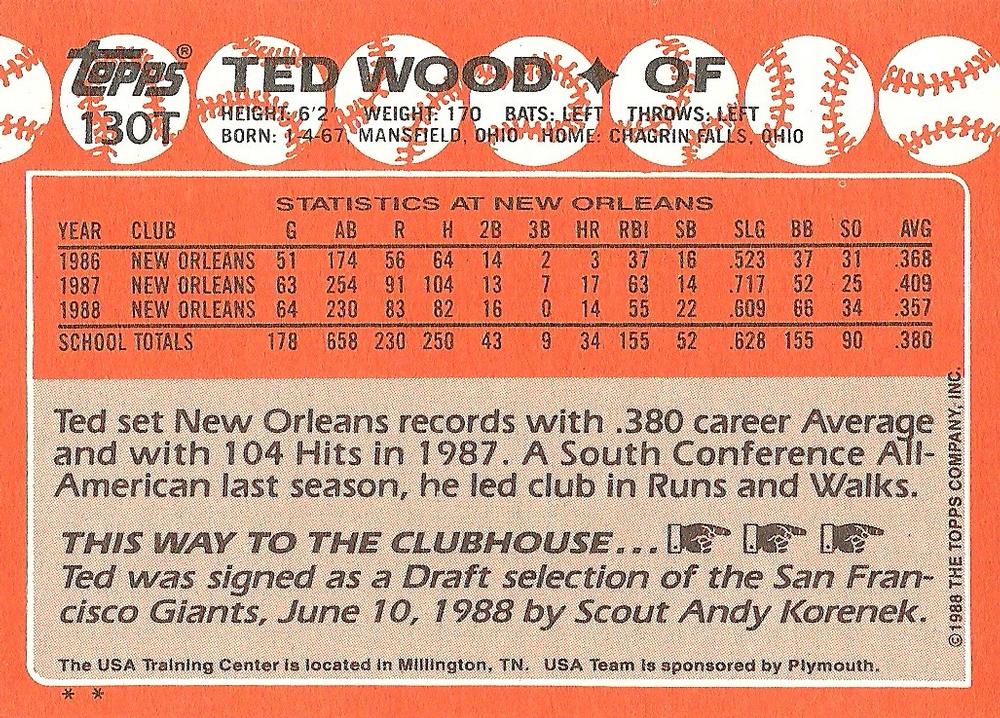 topps®
130T
TED WOOD ✦ OF
HEIGHT: 6'2" WEIGHT: 170 BATS: LEFT THROWS: LEFT
BORN: 1-4-67, MANSFIELD, OHIO HOME: CHAGRIN FALLS, OHIO
STATISTICS AT NEW ORLEANS
YEAR CLUB G AB R H 2B 3B HR RBI SB SLG BB SO AVG
1986 NEW ORLEANS 51 174 56 64 14 2 3 37 16 .523 37 31 .368
1987 NEW ORLEANS 63 254 91 104 13 7 17 63 14 .717 52 25 .409
1988 NEW ORLEANS 64 230 83 82 16 0 14 55 22 .609 66 34 .357
SCHOOL TOTALS 178 658 230 250 43 9 34 155 52 .628 155 90 .380
Ted set New Orleans records with .380 career Average
and with 104 Hits in 1987. A South Conference All-
American last season, he led club in Runs and Walks.
THIS WAY TO THE CLUBHOUSE...
Ted was signed as a Draft selection of the San Fran-
cisco Giants, June 10, 1988 by Scout Andy Korenek.
The USA Training Center is located in Millington, TN. USA Team is sponsored by Plymouth.
©1988 THE TOPPS COMPANY, INC.
* *